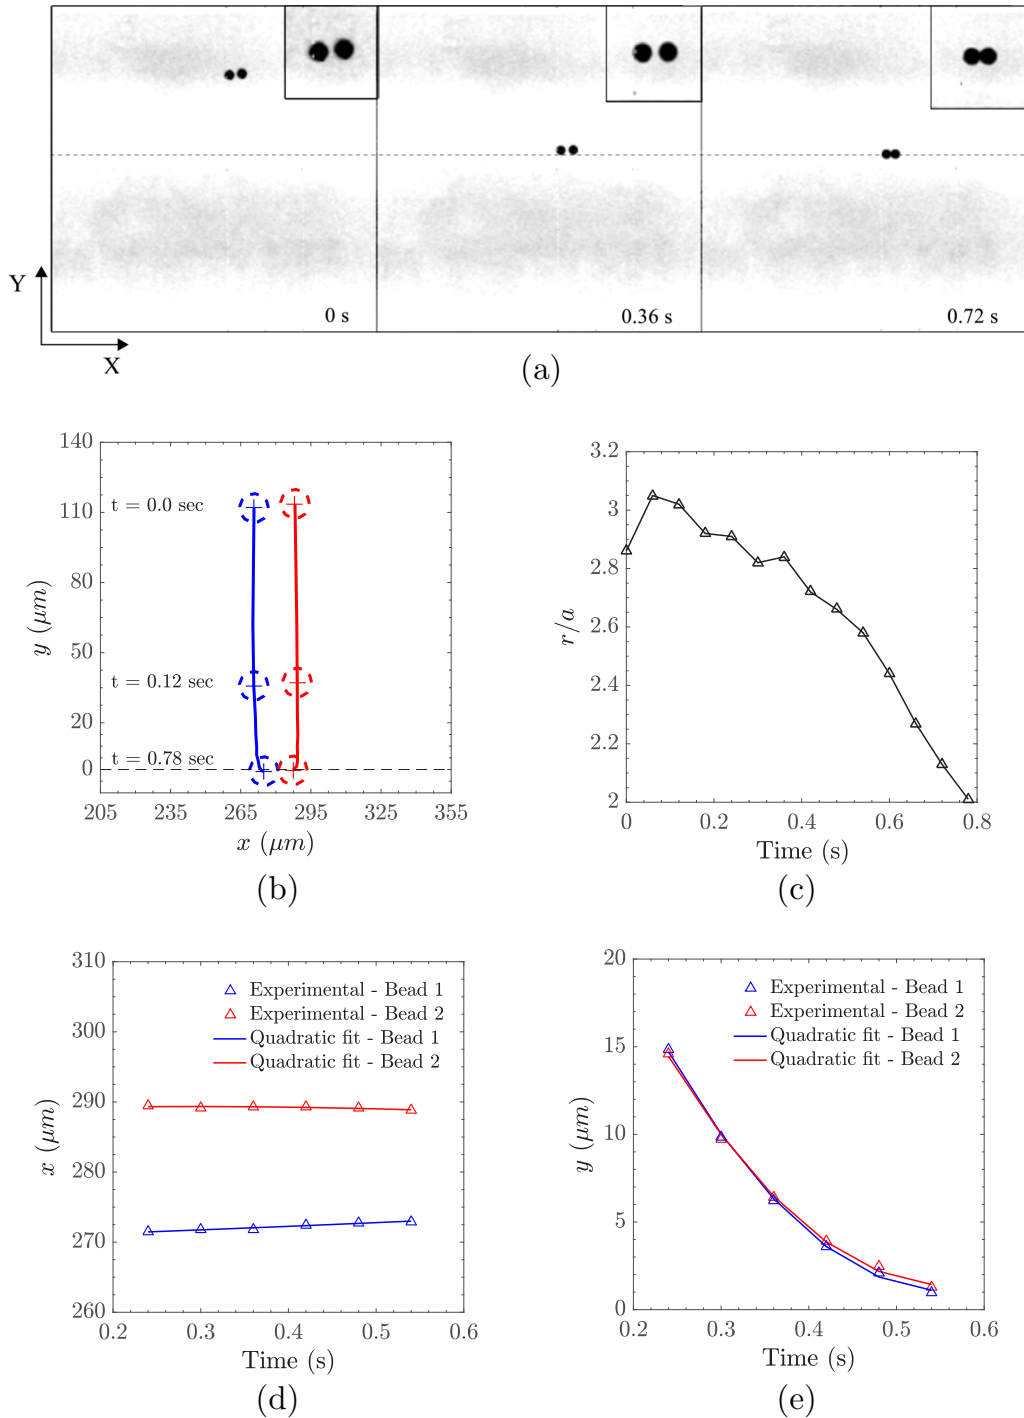 Y
X
0 s
0.36 s
0.72 s
(a)
140
110
80
50
20
0
y (μm)
t = 0.0 sec
t = 0.12 sec
t = 0.78 sec
205 235 265 295 325 355
x (μm)
(b)
3.2
3
2.8
2.6
2.4
2.2
2
r/a
0 0.2 0.4 0.6 0.8
Time (s)
(c)
310
300
290
280
270
260
x (μm)
Experimental - Bead 1
Experimental - Bead 2
Quadratic fit - Bead 1
Quadratic fit - Bead 2
0.2 0.3 0.4 0.5 0.6
Time (s)
(d)
20
15
10
5
0
y (μm)
Experimental - Bead 1
Experimental - Bead 2
Quadratic fit - Bead 1
Quadratic fit - Bead 2
0.2 0.3 0.4 0.5 0.6
Time (s)
(e)